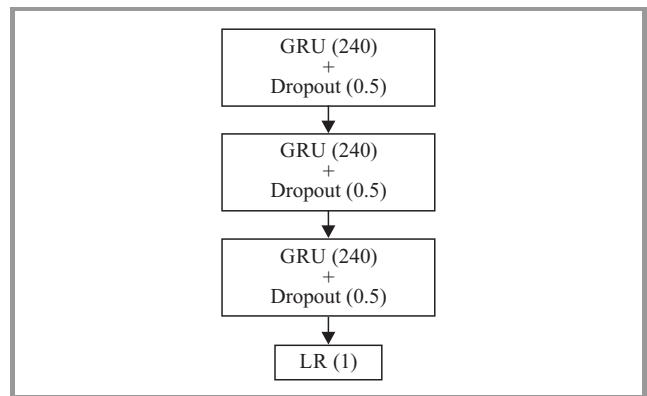 GRU (240)
+
Dropout (0.5)
GRU (240)
+
Dropout (0.5)
GRU (240)
+
Dropout (0.5)
LR (1)